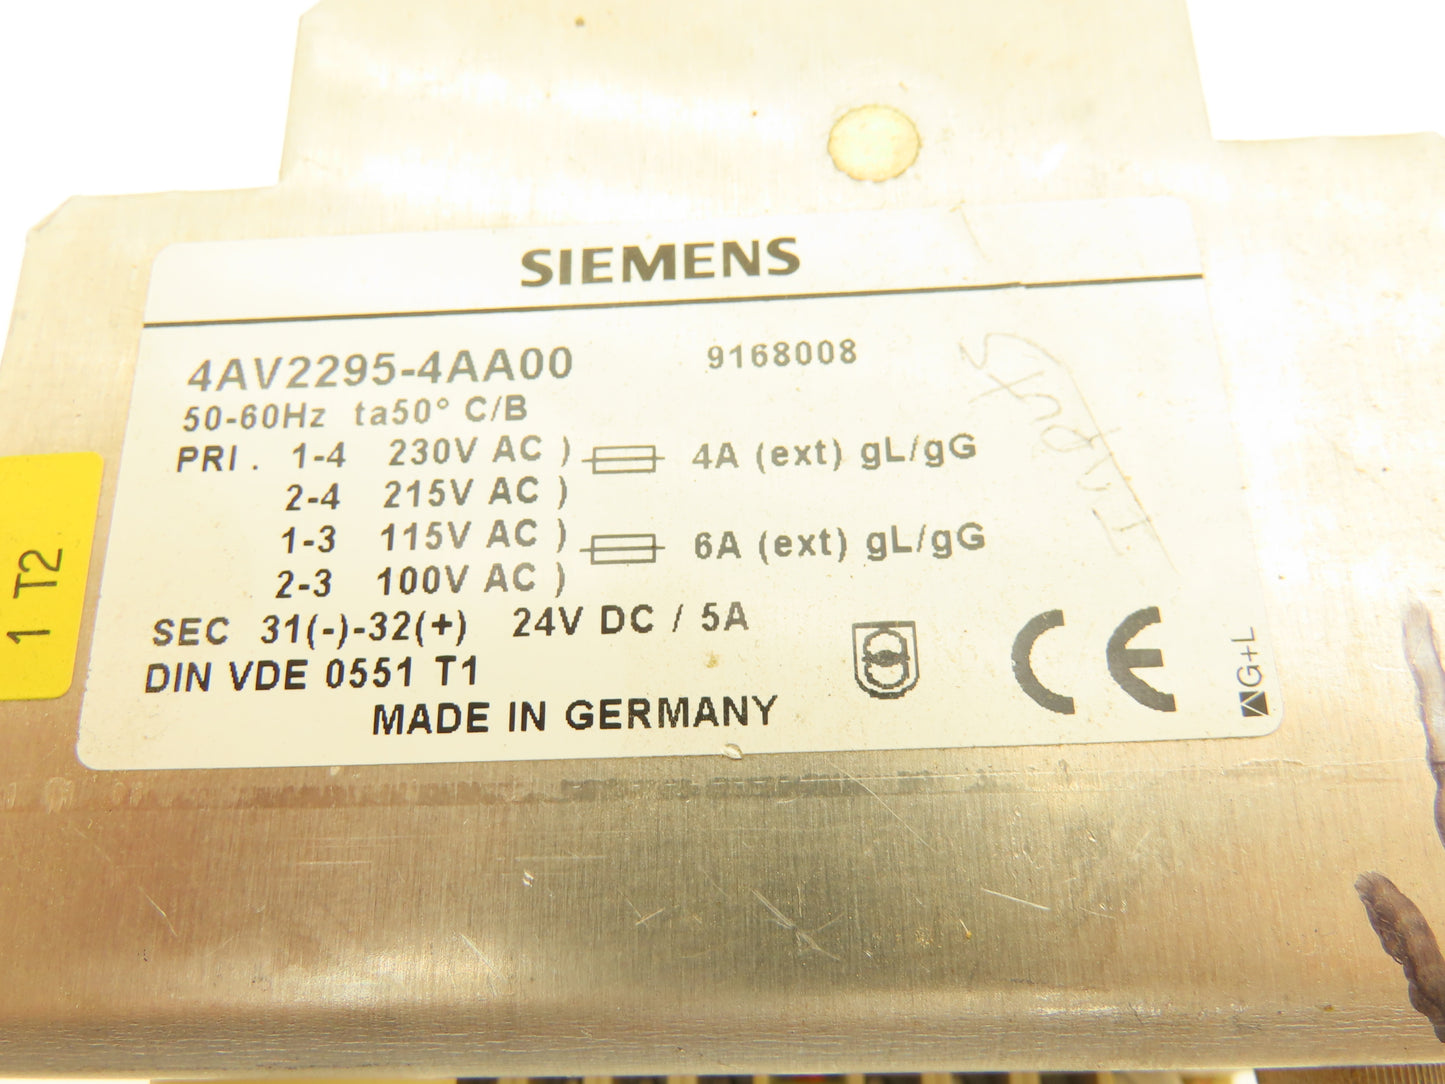 SIEMENS
4AV2295-4AA00 9168008
50-60Hz ta50° C/B
PRI. 1-4 230V AC ) 4A (ext) gL/gG
2-4 215V AC )
1-3 115V AC ) 6A (ext) gL/gG
2-3 100V AC )
SEC 31(-)-32(+) 24V DC / 5A
DIN VDE 0551 T1
MADE IN GERMANY
CE
G+L
1 T2